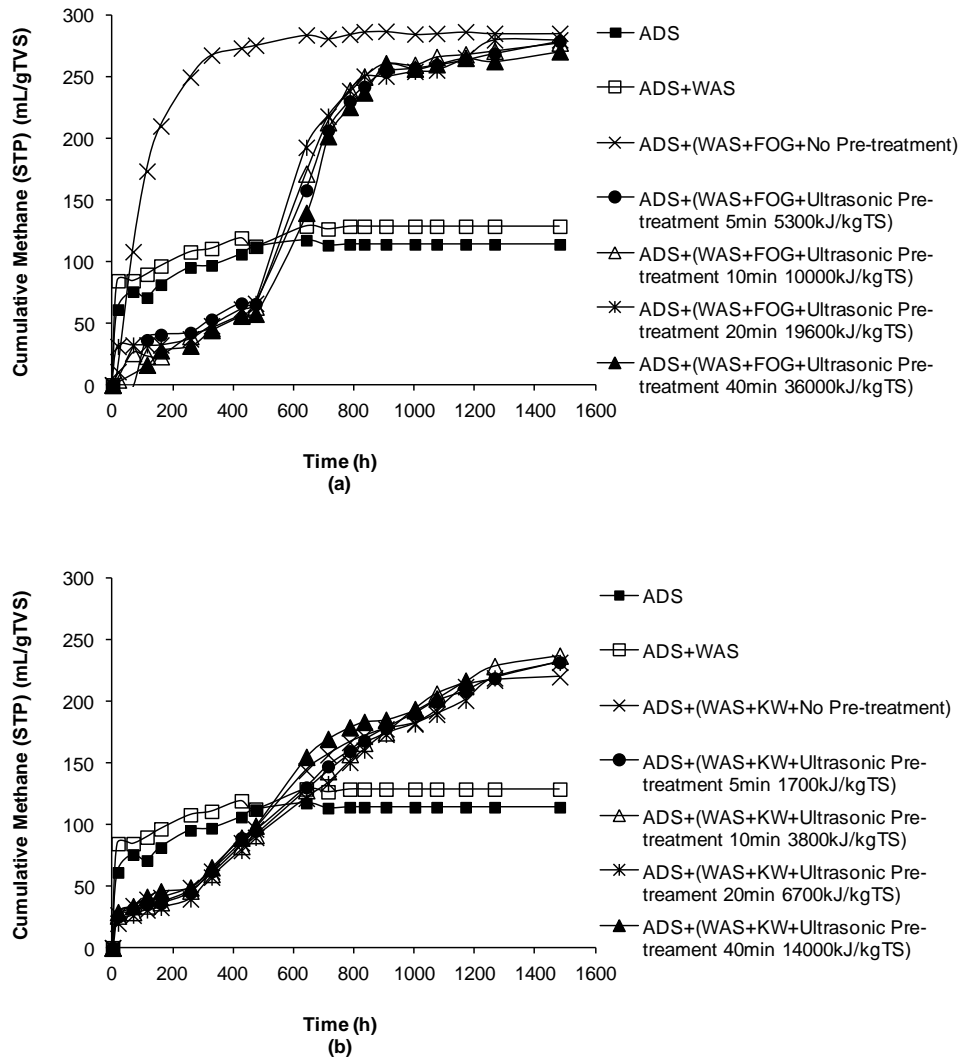 300
250
200
150
100
50
0
Cumulative Methane (STP) (mL/gTVS)
0 200 400 600 800 1000 1200 1400 1600
Time (h)
(a)
ADS
ADS+WAS
ADS+(WAS+FOG+No Pre-treatment)
ADS+(WAS+FOG+Ultrasonic Pre-
treatment 5min 5300kJ/kgTS)
ADS+(WAS+FOG+Ultrasonic Pre-
treatment 10min 10000kJ/kgTS)
ADS+(WAS+FOG+Ultrasonic Pre-
treatment 20min 19600kJ/kgTS)
ADS+(WAS+FOG+Ultrasonic Pre-
treatment 40min 36000kJ/kgTS)
300
250
200
150
100
50
0
Cumulative Methane (STP) (mL/gTVS)
0 200 400 600 800 1000 1200 1400 1600
Time (h)
(b)
ADS
ADS+WAS
ADS+(WAS+KW+No Pre-treatment)
ADS+(WAS+KW+Ultrasonic Pre-
treatment 5min 1700kJ/kgTS)
ADS+(WAS+KW+Ultrasonic Pre-
treatment 10min 3800kJ/kgTS)
ADS+(WAS+KW+Ultrasonic Pre-
treament 20min 6700kJ/kgTS)
ADS+(WAS+KW+Ultrasonic Pre-
treament 40min 14000kJ/kgTS)